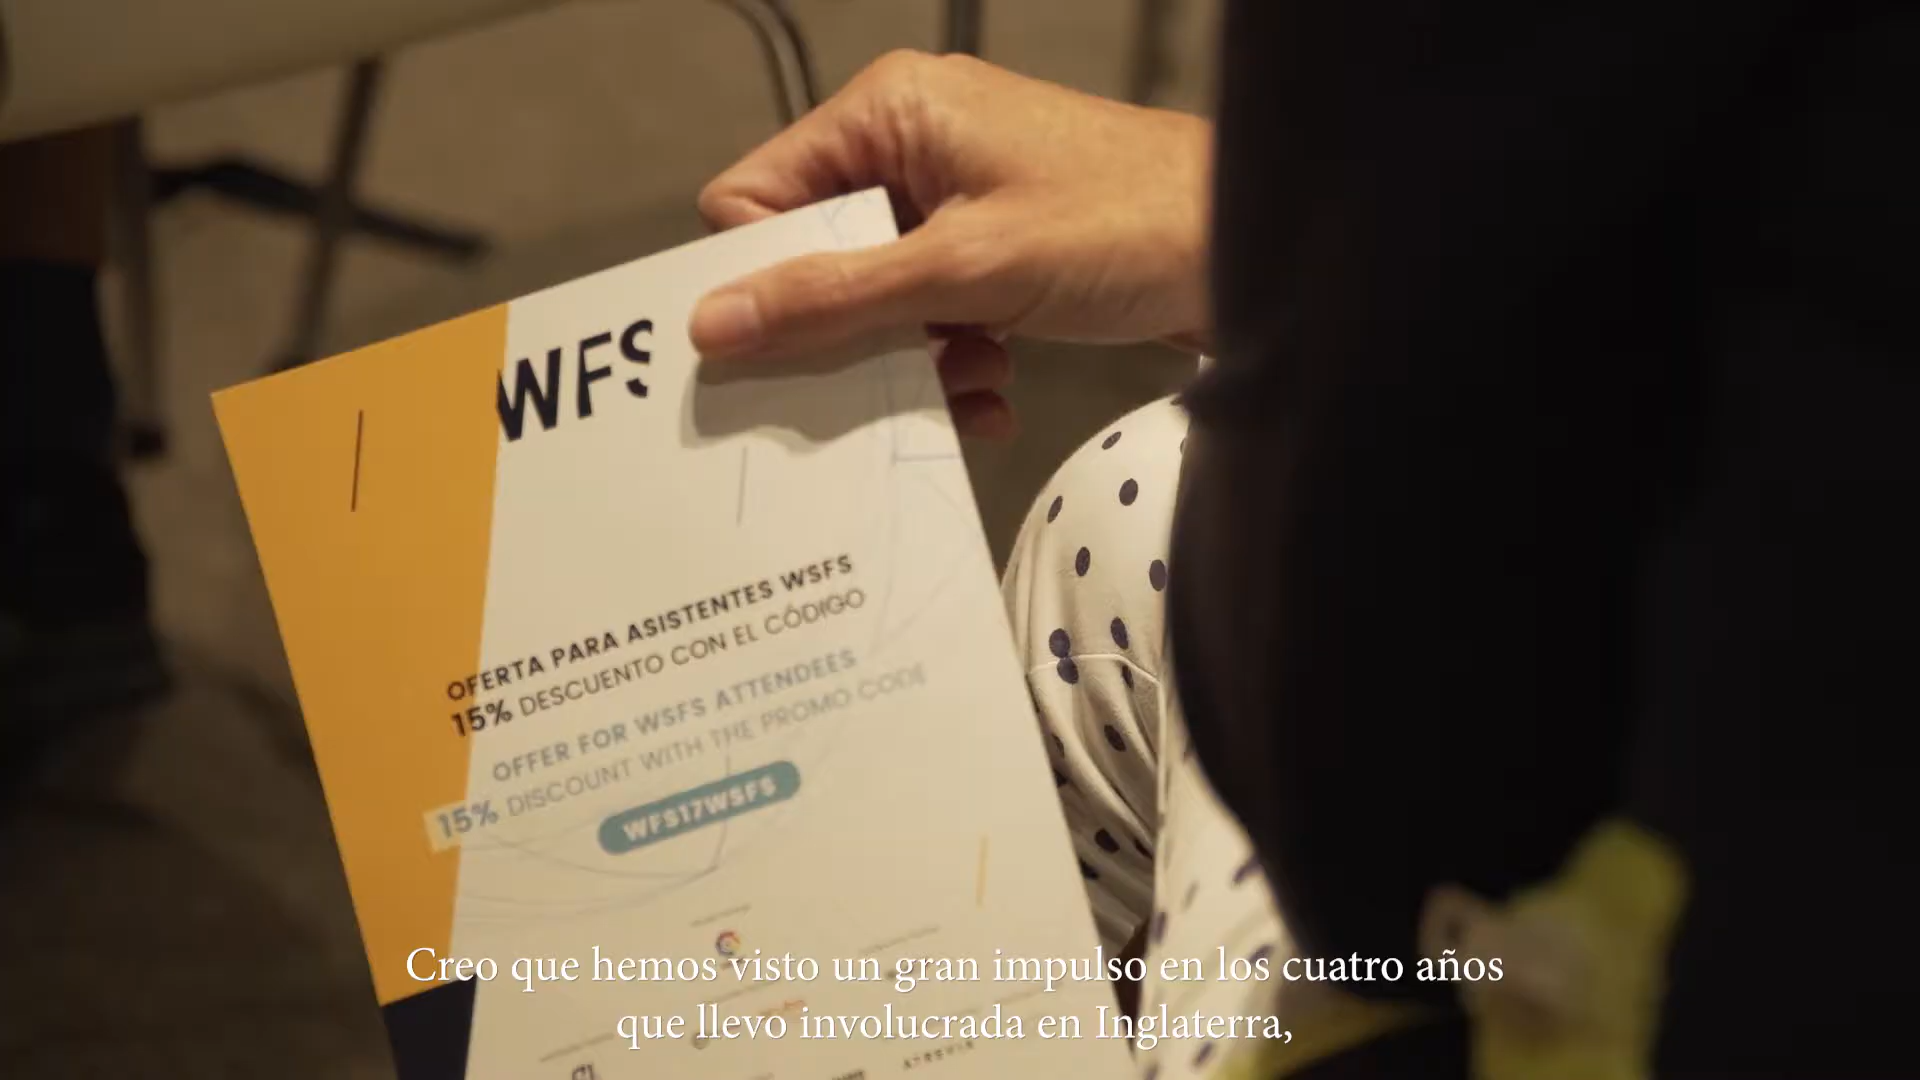 WFS
OFERTA PARA ASISTENTES WSFS
15% DESCUENTO CON EL CÓDIGO
OFFER FOR WSFS ATTENDEES
15% DISCOUNT WITH THE PROMO CODE
WFS17WSFS
ATREVIA
Creo que hemos visto un gran impulso en los cuatro años
que llevo involucrada en Inglaterra,